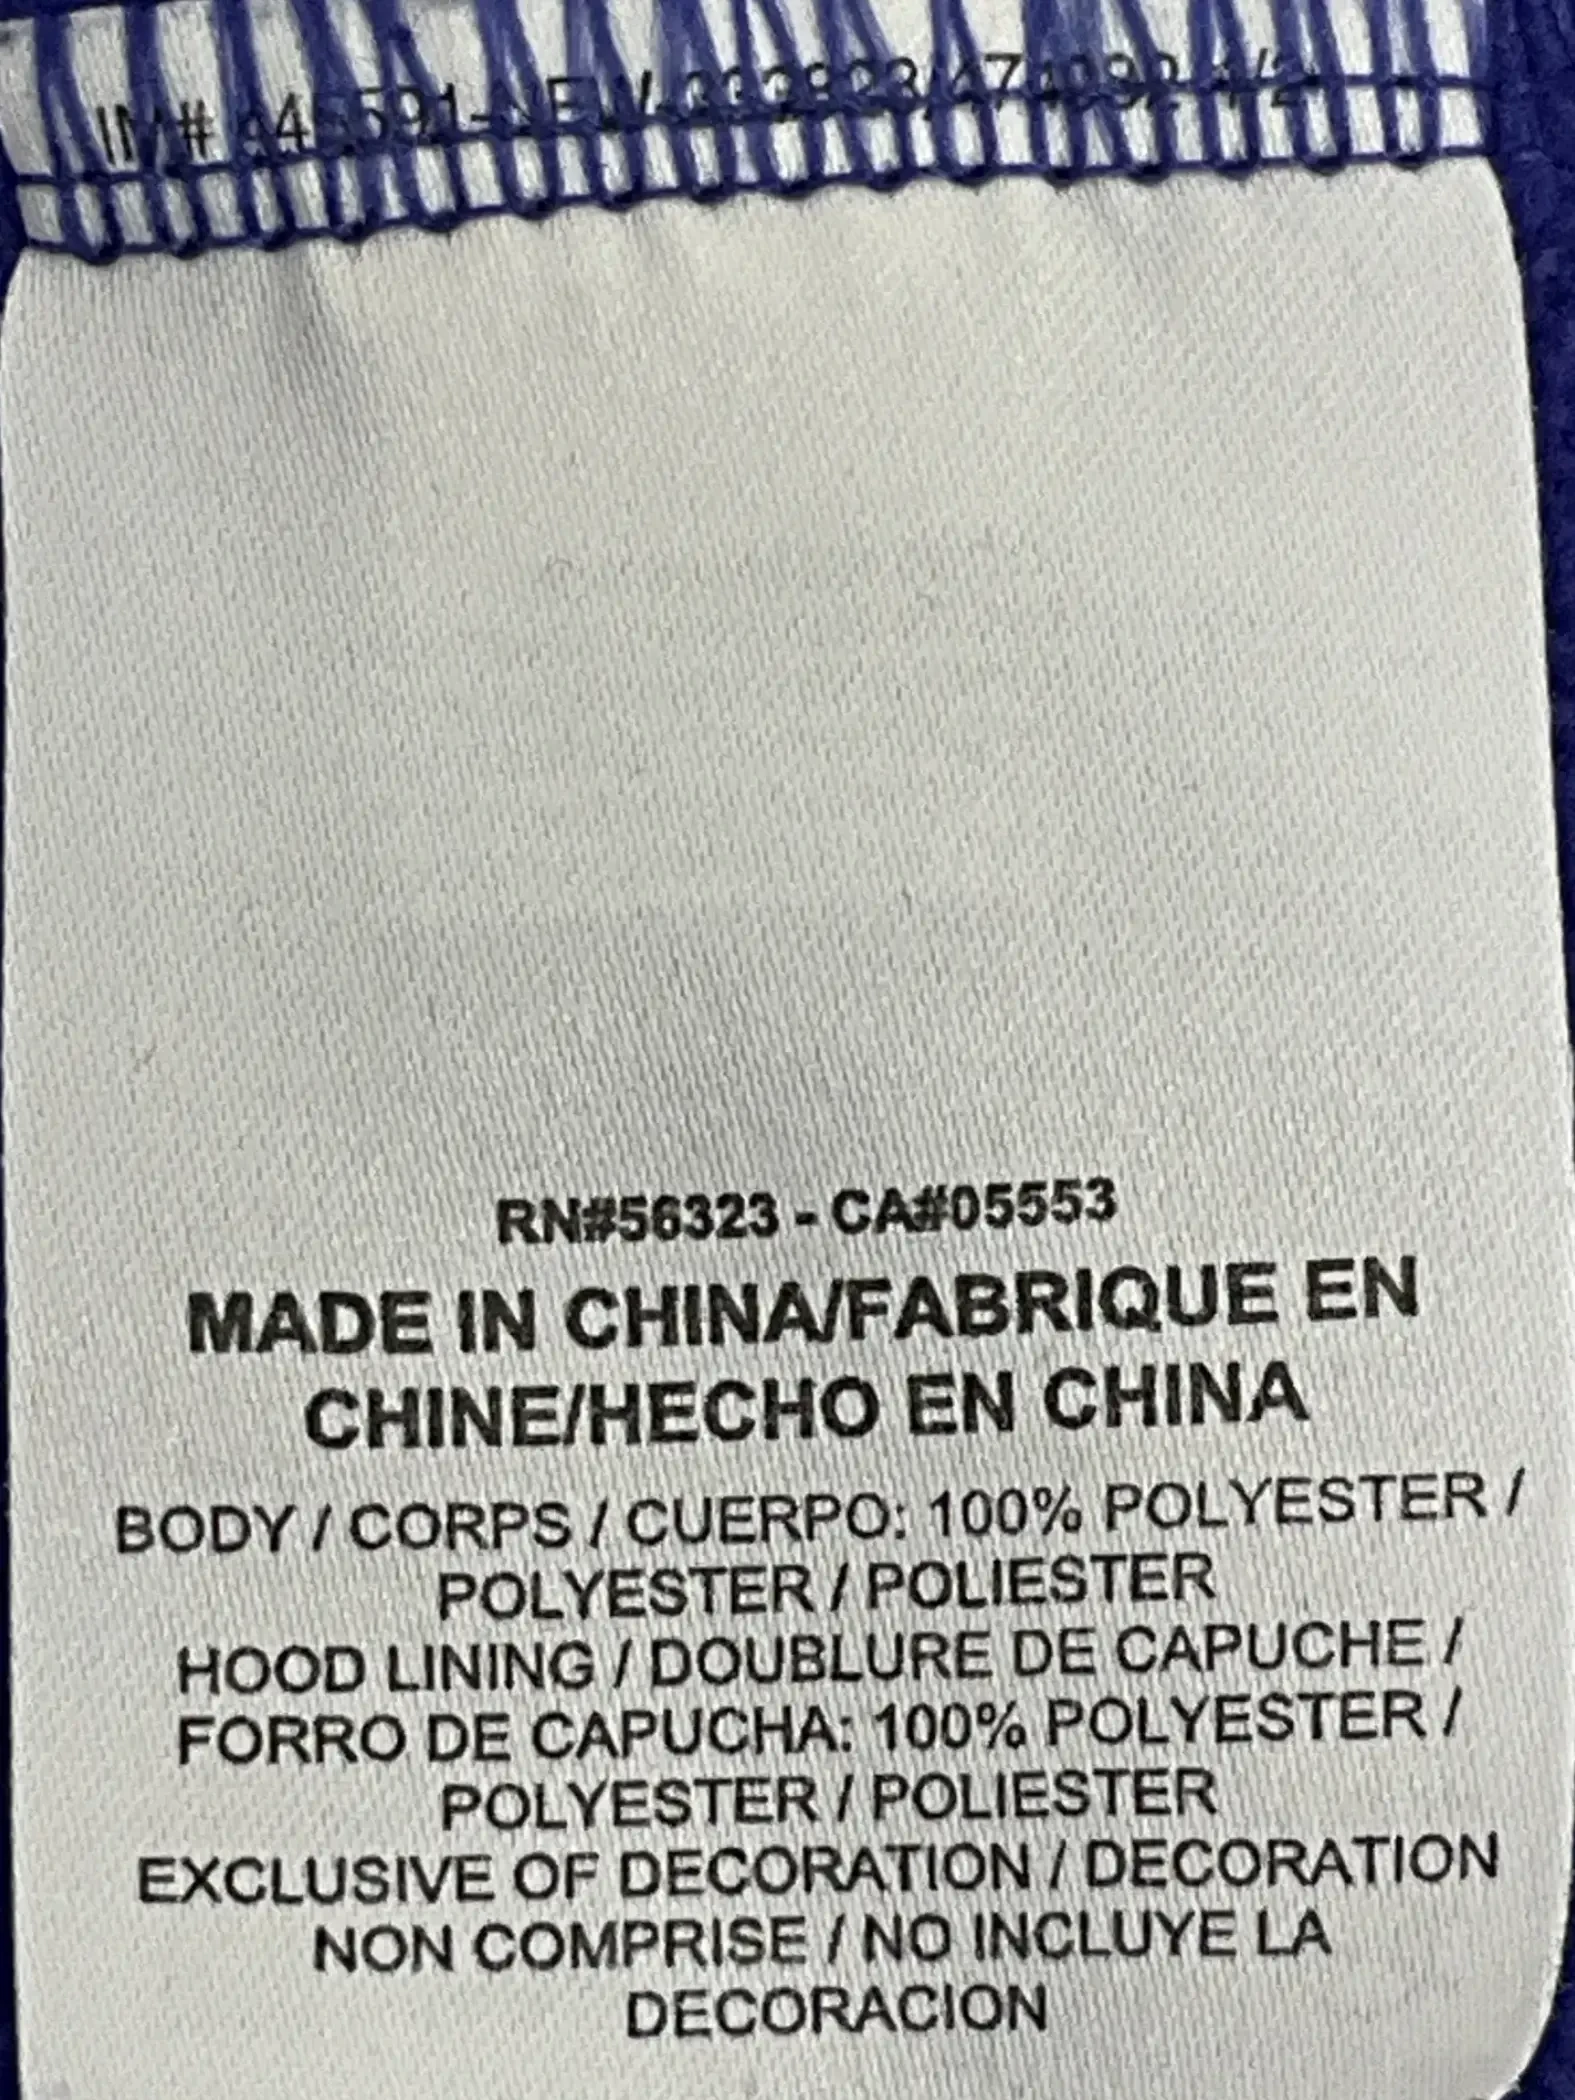 IM#
RN#56323 - CA#05553
MADE IN CHINA/FABRIQUE EN
CHINE/HECHO EN CHINA
BODY / CORPS / CUERPO: 100% POLYESTER /
POLYESTER / POLIESTER
HOOD LINING / DOUBLURE DE CAPUCHE /
FORRO DE CAPUCHA: 100% POLYESTER /
POLYESTER / POLIESTER
EXCLUSIVE OF DECORATION / DECORATION
NON COMPRISE / NO INCLUYE LA
DECORACION